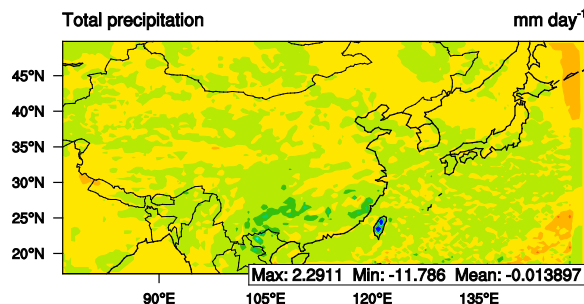 Total precipitation mm day⁻¹
45°N
40°N
35°N
30°N
25°N
20°N
Max: 2.2911 Min: -11.786 Mean: -0.013897
90°E 105°E 120°E 135°E